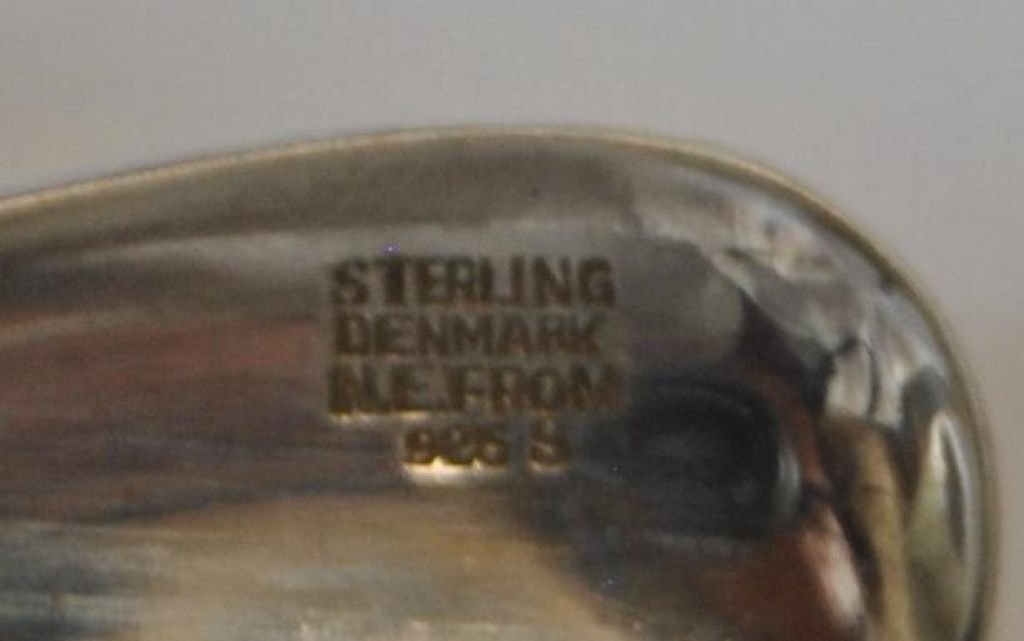 STERLING
DENMARK
N.E.FROM
925 S